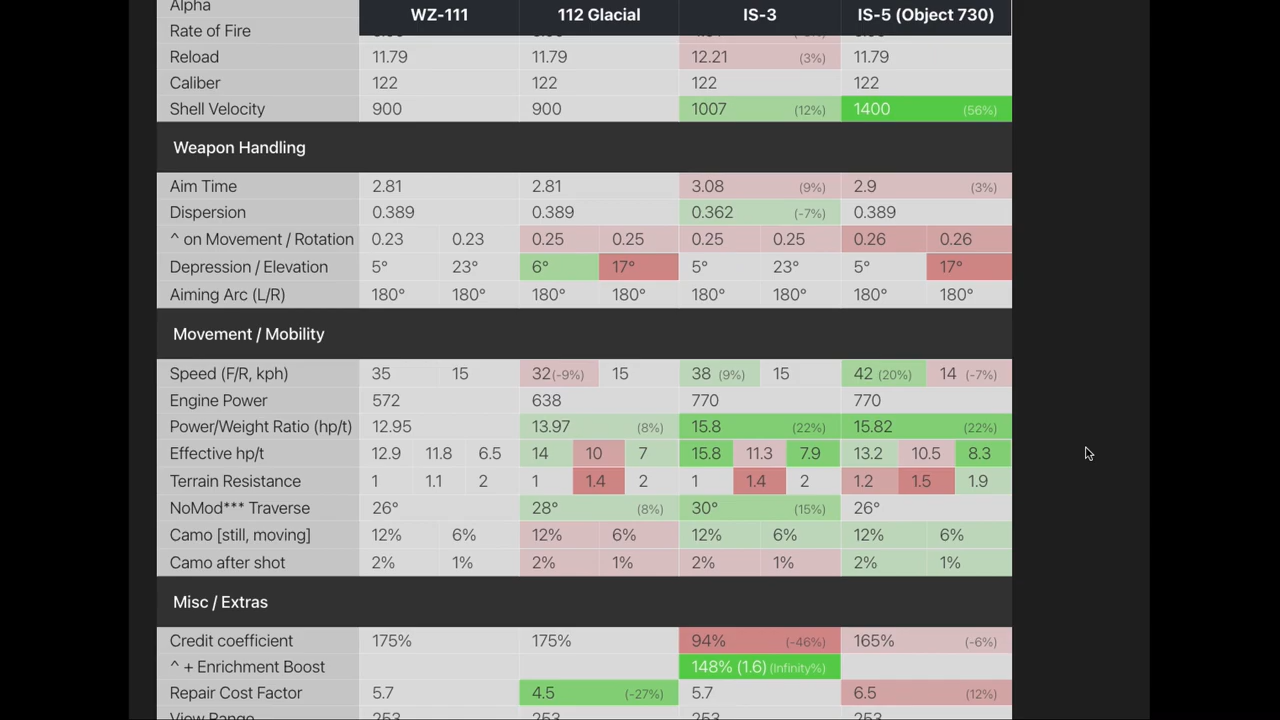 Alpha WZ-111 112 Glacial IS-3 IS-5 (Object 730)
Rate of Fire
Reload 11.79 11.79 12.21 (3%) 11.79
Caliber 122 122 122 122
Shell Velocity 900 900 1007 (12%) 1400 (56%)
Weapon Handling
Aim Time 2.81 2.81 3.08 (9%) 2.9 (3%)
Dispersion 0.389 0.389 0.362 (-7%) 0.389
^ on Movement / Rotation 0.23 0.23 0.25 0.25 0.25 0.25 0.26 0.26
Depression / Elevation 5° 23° 6° 17° 5° 23° 5° 17°
Aiming Arc (L/R) 180° 180° 180° 180° 180° 180° 180° 180°
Movement / Mobility
Speed (F/R, kph) 35 15 32(-9%) 15 38 (9%) 15 42 (20%) 14 (-7%)
Engine Power 572 638 770 770
Power/Weight Ratio (hp/t) 12.95 13.97 (8%) 15.8 (22%) 15.82 (22%)
Effective hp/t 12.9 11.8 6.5 14 10 7 15.8 11.3 7.9 13.2 10.5 8.3
Terrain Resistance 1 1.1 2 1 1.4 2 1 1.4 2 1.2 1.5 1.9
NoMod*** Traverse 26° 28° (8%) 30° (15%) 26°
Camo [still, moving] 12% 6% 12% 6% 12% 6% 12% 6%
Camo after shot 2% 1% 2% 1% 2% 1% 2% 1%
Misc / Extras
Credit coefficient 175% 175% 94% (-46%) 165% (-6%)
^ + Enrichment Boost 148% (1.6) (Infinity%)
Repair Cost Factor 5.7 4.5 (-27%) 5.7 6.5 (12%)
View Range 253 253 253 253